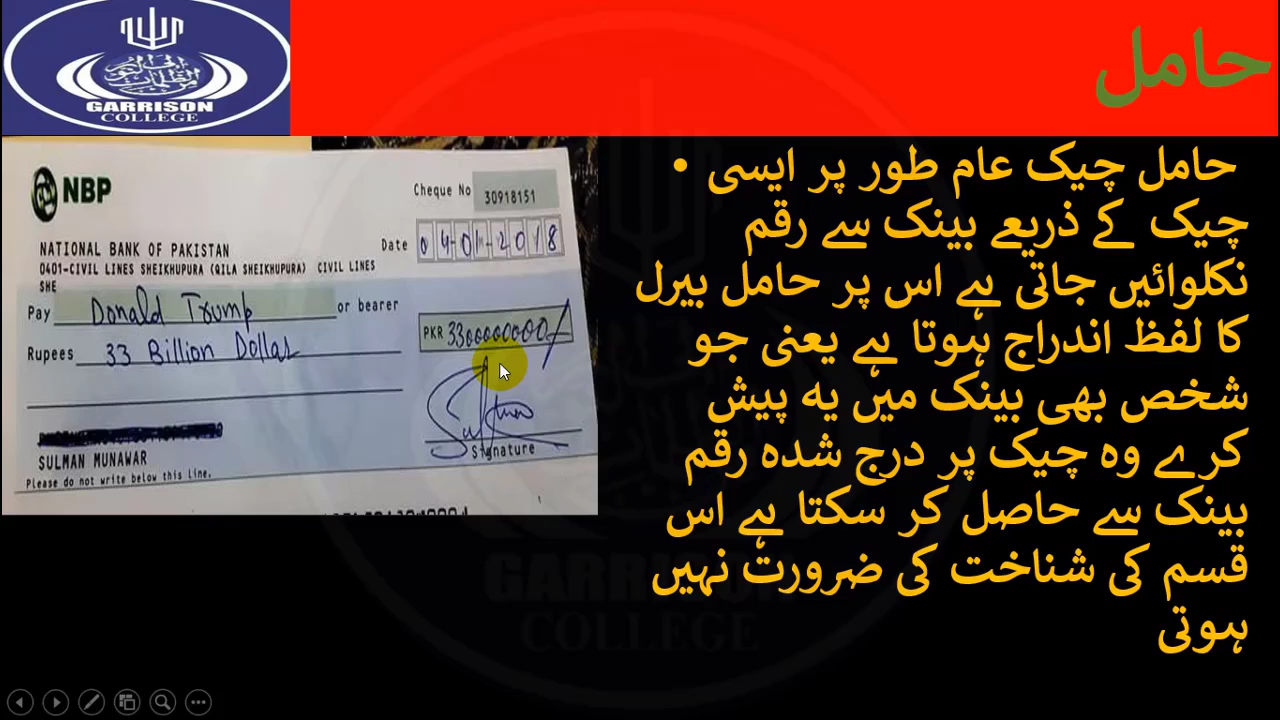 حامل
GARRISON
COLLEGE
NBP
Cheque No 30918151
NATIONAL BANK OF PAKISTAN
Date 04-01-2018
0401-CIVIL LINES SHEIKHUPURA (QILA SHEIKHUPURA) CIVIL LINES
SHE
Pay Donald Trump or bearer
Rupees 33 Billion Dollar
PKR
SULMAN MUNAWAR
Signature
Please do not write below this line.
• حامل چیک عام طور پر ایسی
چیک کے ذریعے بینک سے رقم
نکلوائیں جاتی ہے اس پر حامل بیرل
کا لفظ اندراج ہوتا ہے یعنی جو
شخص بھی بینک میں یہ پیش
کرے وہ چیک پر درج شدہ رقم
بینک سے حاصل کر سکتا ہے اس
قسم کی شناخت کی ضرورت نہیں
ہوتی
GARRISON
COLLEGE